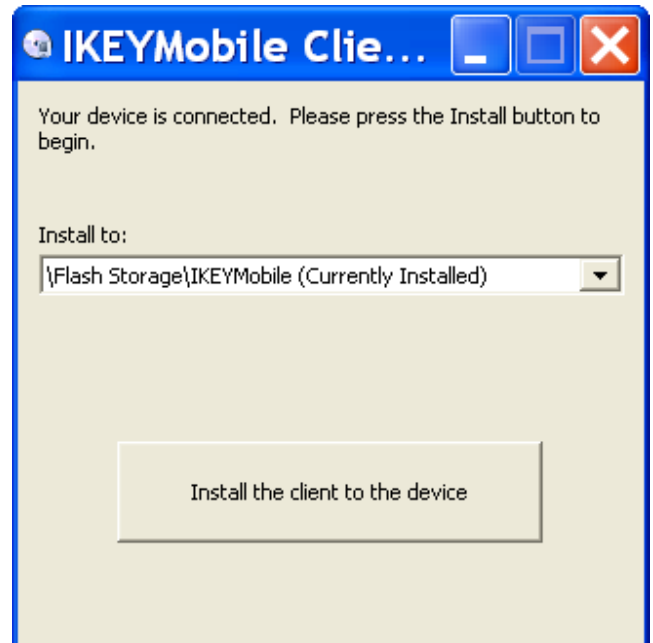 IKEYMobile Clie...
Your device is connected. Please press the Install button to
begin.
Install to:
\Flash Storage\IKEYMobile (Currently Installed)
Install the client to the device